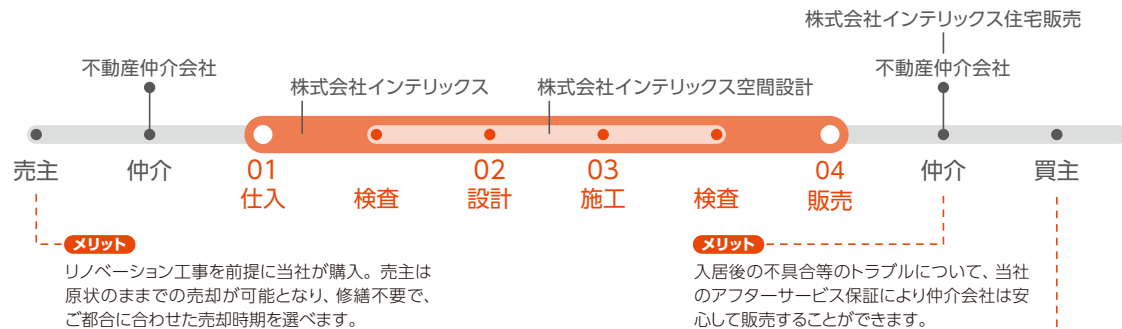 株式会社インテリックス住宅販売
不動産仲介会社
不動産仲介会社
株式会社インテリックス
株式会社インテリックス空間設計
売主
仲介
01
仕入
検査
02
設計
03
施工
検査
04
販売
仲介
買主
メリット
リノベーション工事を前提に当社が購入。売主は
原状のままでの売却が可能となり、修繕不要で、
ご都合に合わせた売却時期を選べます。
メリット
入居後の不具合等のトラブルについて、当社
のアフターサービス保証により仲介会社は安
心して販売することができます。